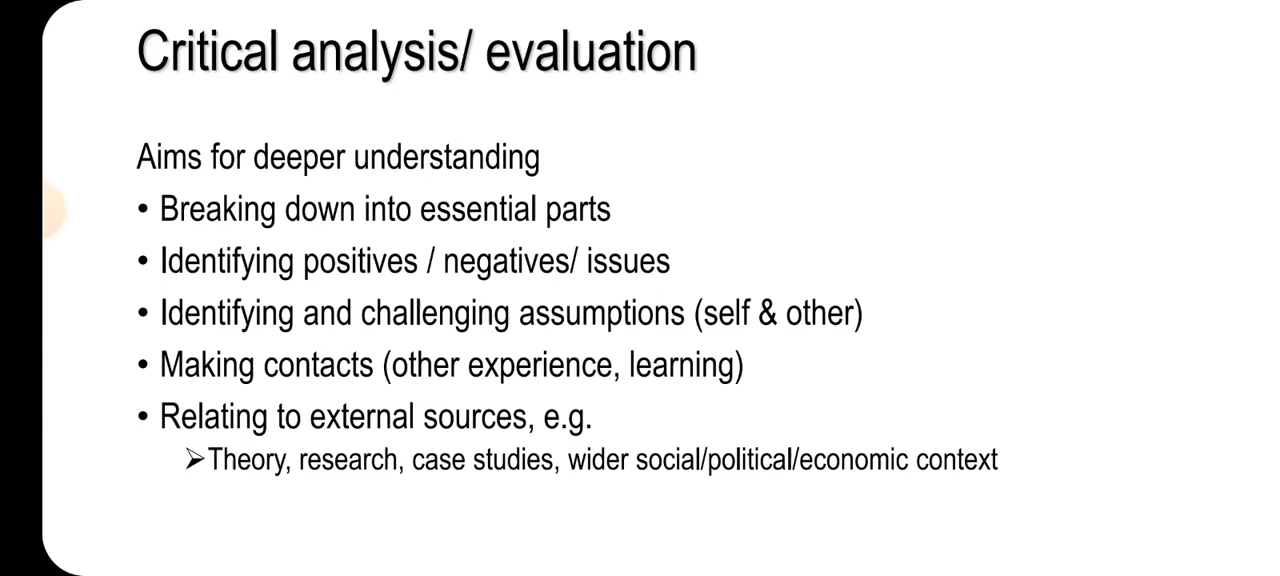 Critical analysis/ evaluation
Aims for deeper understanding
• Breaking down into essential parts
• Identifying positives / negatives/ issues
• Identifying and challenging assumptions (self & other)
• Making contacts (other experience, learning)
• Relating to external sources, e.g.
➢Theory, research, case studies, wider social/political/economic context